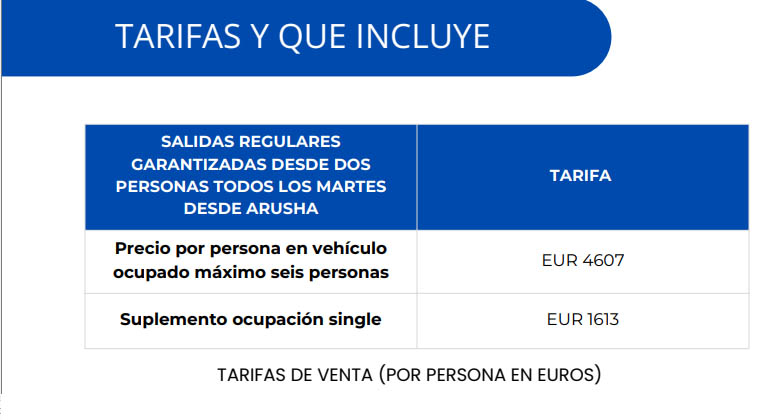 TARIFAS Y QUE INCLUYE
SALIDAS REGULARES
GARANTIZADAS DESDE DOS
PERSONAS TODOS LOS MARTES
DESDE ARUSHA
TARIFA
Precio por persona en vehículo
ocupado máximo seis personas
EUR 4607
Suplemento ocupación single
EUR 1613
TARIFAS DE VENTA (POR PERSONA EN EUROS)